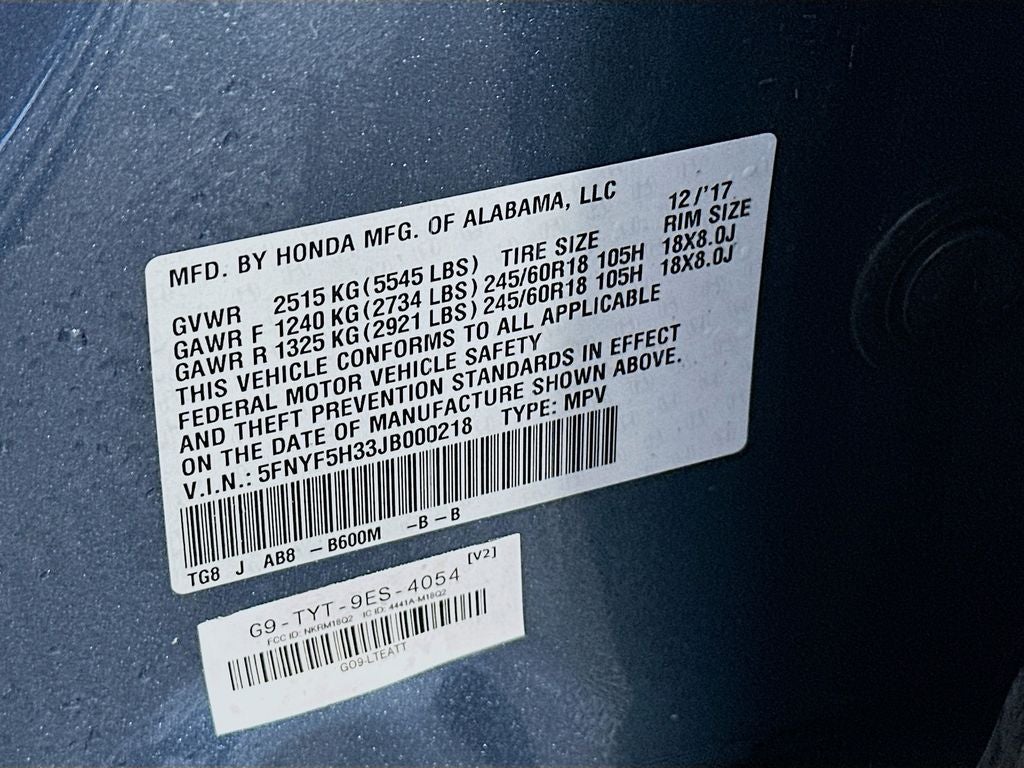 MFD. BY HONDA MFG. OF ALABAMA, LLC 12/'17
GVWR 2515 KG(5545 LBS) TIRE SIZE RIM SIZE
GAWR F 1240 KG(2734 LBS) 245/60R18 105H 18X8.0J
GAWR R 1325 KG(2921 LBS) 245/60R18 105H 18X8.0J
THIS VEHICLE CONFORMS TO ALL APPLICABLE
FEDERAL MOTOR VEHICLE SAFETY
AND THEFT PREVENTION STANDARDS IN EFFECT
ON THE DATE OF MANUFACTURE SHOWN ABOVE.
V.I.N.: 5FNYF5H33JB000218 TYPE: MPV
TG8 J AB8 -B600M -B-B
[V2]
G9-TYT-9ES-4054
FCC ID: NKRM18Q2 IC ID: 4441A-M18Q2
GO9-LTEATT